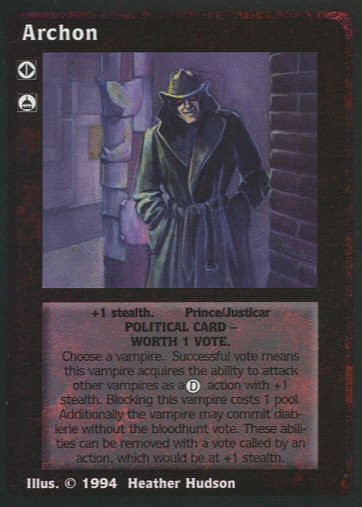 Archon
+1 stealth. Prince/Justicar
POLITICAL CARD –
WORTH 1 VOTE.
Choose a vampire. Successful vote means
this vampire acquires the ability to attack
other vampires as a D action with +1
stealth. Blocking this vampire costs 1 pool.
Additionally the vampire may commit diab-
lerie without the bloodhunt vote. These abili-
ties can be removed with a vote called by an
action, which would be at +1 stealth.
Illus. © 1994 Heather Hudson